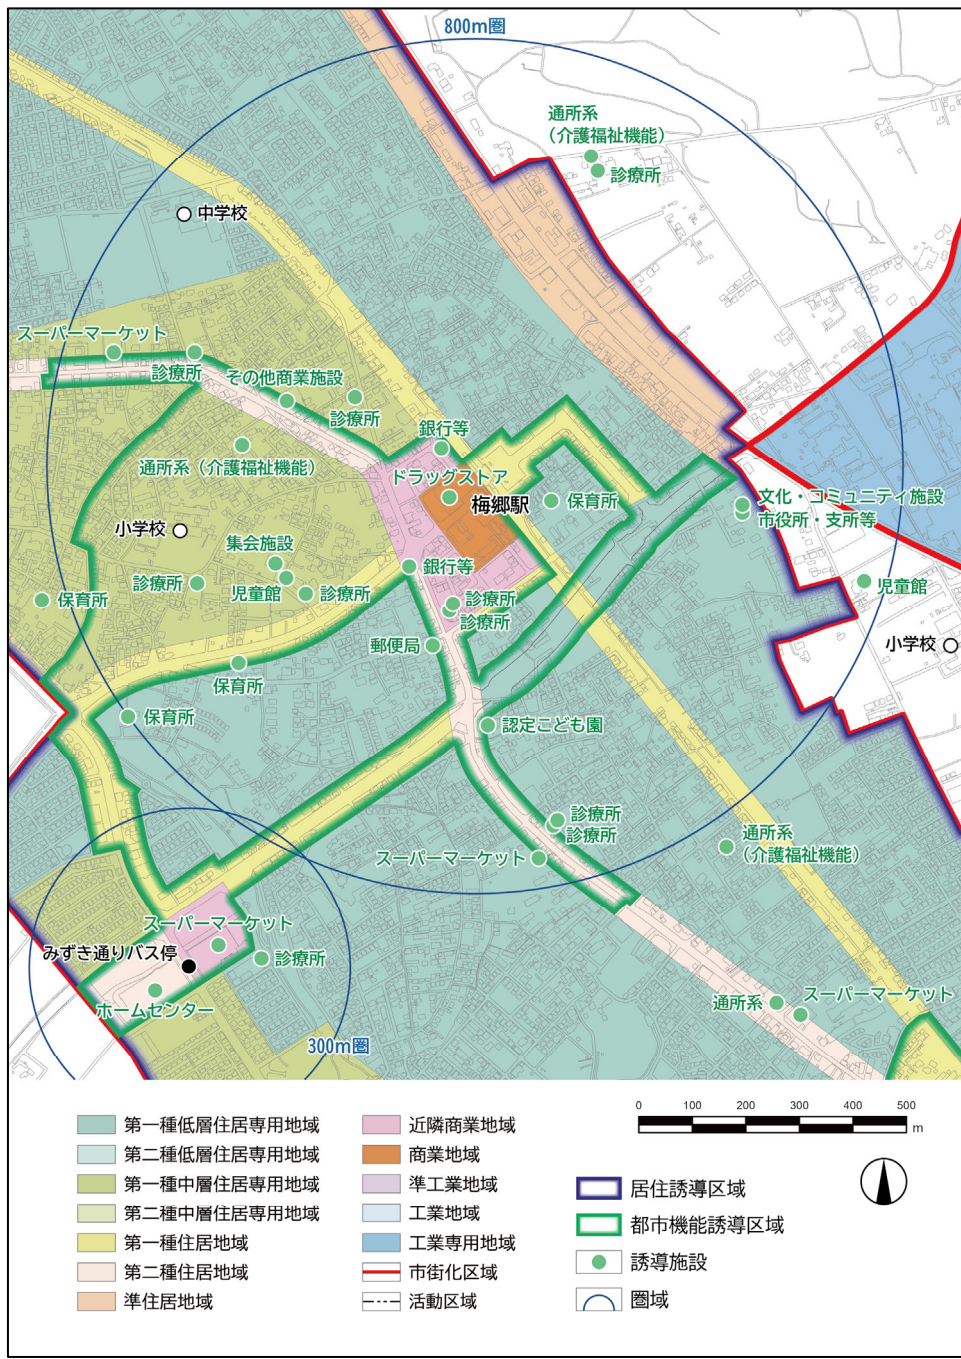 800m圏
通所系
（介護福祉機能）
診療所
中学校
スーパーマーケット
診療所
その他商業施設
診療所
銀行等
通所系（介護福祉機能）
ドラッグストア
梅郷駅
保育所
文化・コミュニティ施設
市役所・支所等
小学校
集会施設
銀行等
診療所
児童館
診療所
保育所
児童館
診療所
診療所
郵便局
小学校
保育所
保育所
認定こども園
診療所
診療所
スーパーマーケット
通所系
（介護福祉機能）
スーパーマーケット
みずき通りバス停
診療所
ホームセンター
通所系
スーパーマーケット
300m圏
第一種低層住居専用地域
第二種低層住居専用地域
第一種中層住居専用地域
第二種中層住居専用地域
第一種住居地域
第二種住居地域
準住居地域
近隣商業地域
商業地域
準工業地域
工業地域
工業専用地域
市街化区域
活動区域
0 100 200 300 400 500
m
居住誘導区域
都市機能誘導区域
誘導施設
圏域